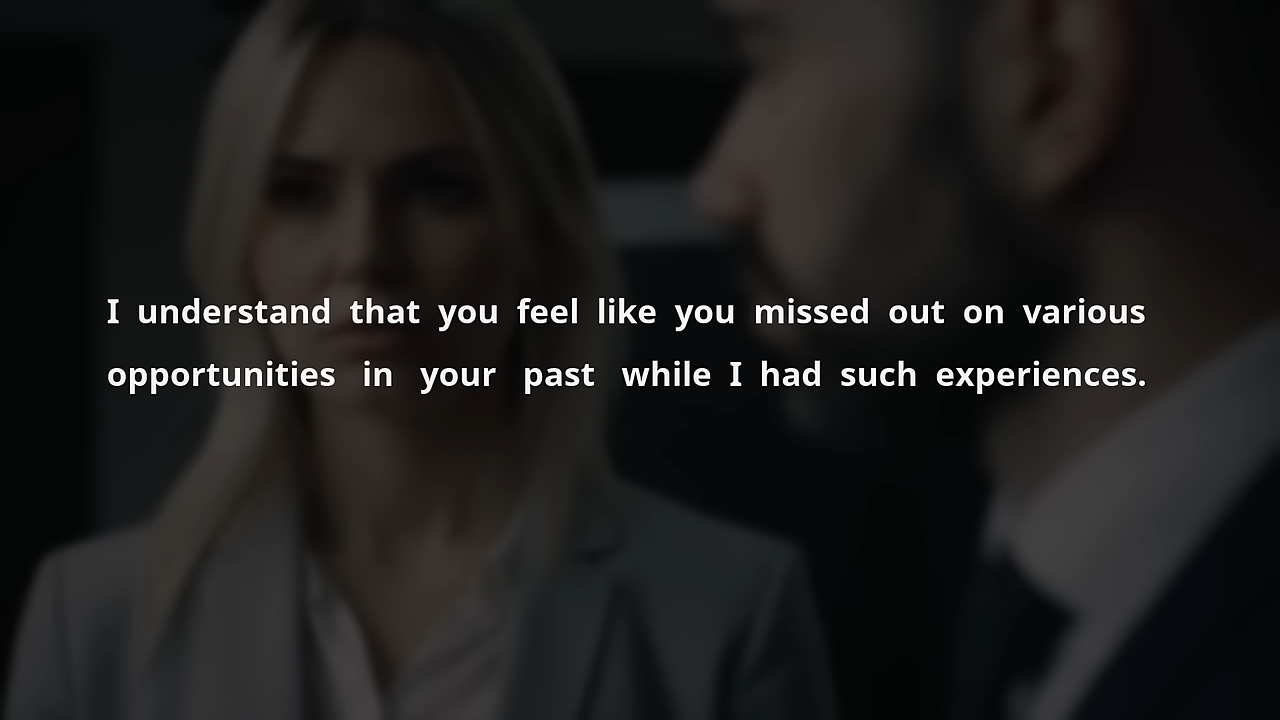 I understand that you feel like you missed out on various
opportunities in your past while I had such experiences.